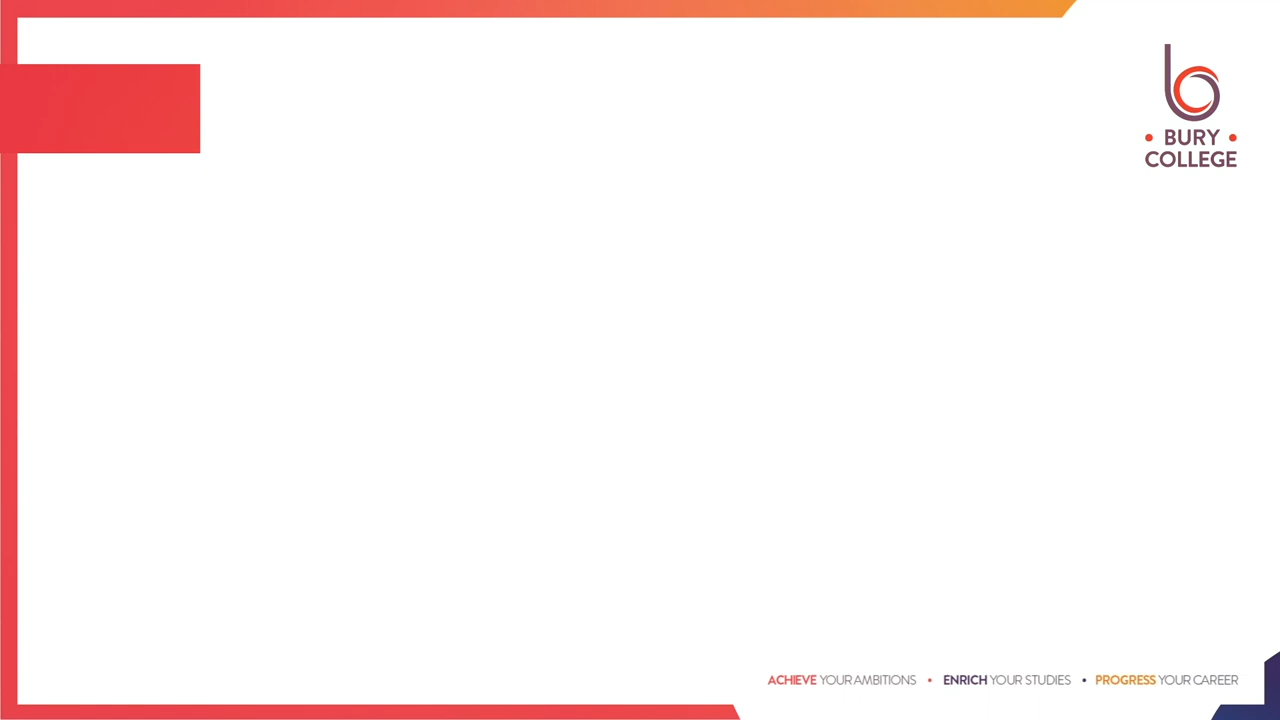 BURY
COLLEGE
ACHIEVE YOUR AMBITIONS • ENRICH YOUR STUDIES • PROGRESS YOUR CAREER